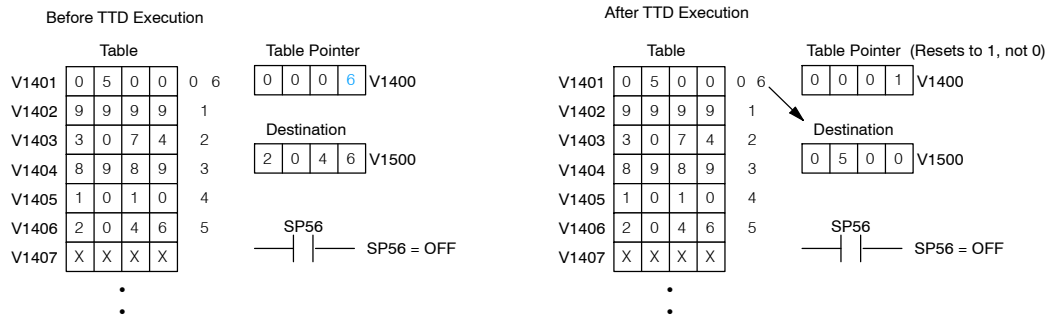 Before TTD Execution
Table
Table Pointer
V1401 0 5 0 0 0 6
0 0 0 6 V1400
V1402 9 9 9 9 1
V1403 3 0 7 4 2
Destination
2 0 4 6 V1500
V1404 8 9 8 9 3
V1405 1 0 1 0 4
V1406 2 0 4 6 5
V1407 X X X X
SP56
SP56 = OFF
After TTD Execution
Table
Table Pointer (Resets to 1, not 0)
V1401 0 5 0 0 0 6
0 0 0 1 V1400
V1402 9 9 9 9 1
V1403 3 0 7 4 2
Destination
0 5 0 0 V1500
V1404 8 9 8 9 3
V1405 1 0 1 0 4
V1406 2 0 4 6 5
V1407 X X X X
SP56
SP56 = OFF